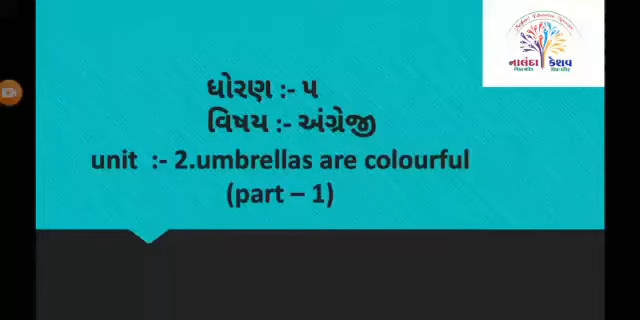 નાલંદા કેશવ
વિદ્યામંદિર વિદ્યામંદિર
ધોરણ :- ૫
વિષય :- અંગ્રેજી
unit :- 2.umbrellas are colourful
(part – 1)